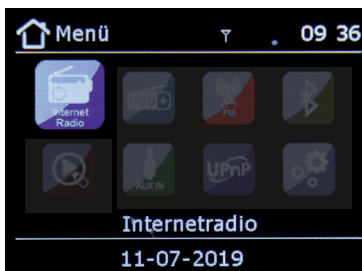 Menü 09 36
Internet
Radio
dab+
FM
AUX IN
UPnP
Internetradio
11-07-2019